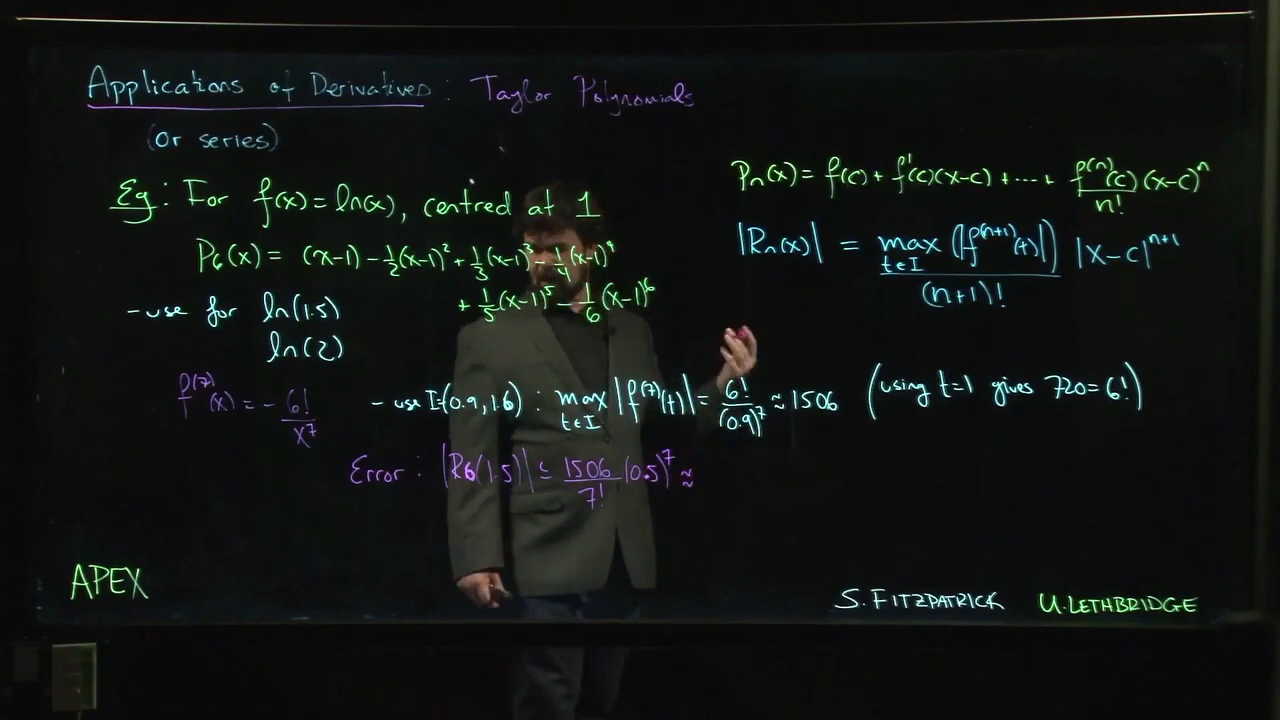 Applications of Derivatives: Taylor Polynomials
(or series)
Eg: For f(x) = ln(x), centred at 1
P₆(x) = (x-1) - 1/2(x-1)² + 1/3(x-1)³ - 1/4(x-1)⁴
+ 1/5(x-1)⁵ - 1/6(x-1)⁶
- use for ln(1.5)
ln(2)
Pn(x) = f(c) + f'(c)(x-c) + ... + f⁽ⁿ⁾(c)/n! (x-c)ⁿ
|Rn(x)| = max t∈I (|f⁽ⁿ⁺¹⁾(t)|)/(n+1)! |x-c|ⁿ⁺¹
f⁽⁷⁾(x) = - 6!/x⁷
- use I=(0.9, 1.6) : max t∈I |f⁽⁷⁾(t)| = 6!/(0.9)⁷ ≈ 1506 (using t=1 gives 720=6!)
Error : |R6(1.5)| ≤ 1506/7! (0.5)⁷ ≈
APEX
S. FITZPATRICK U. LETHBRIDGE